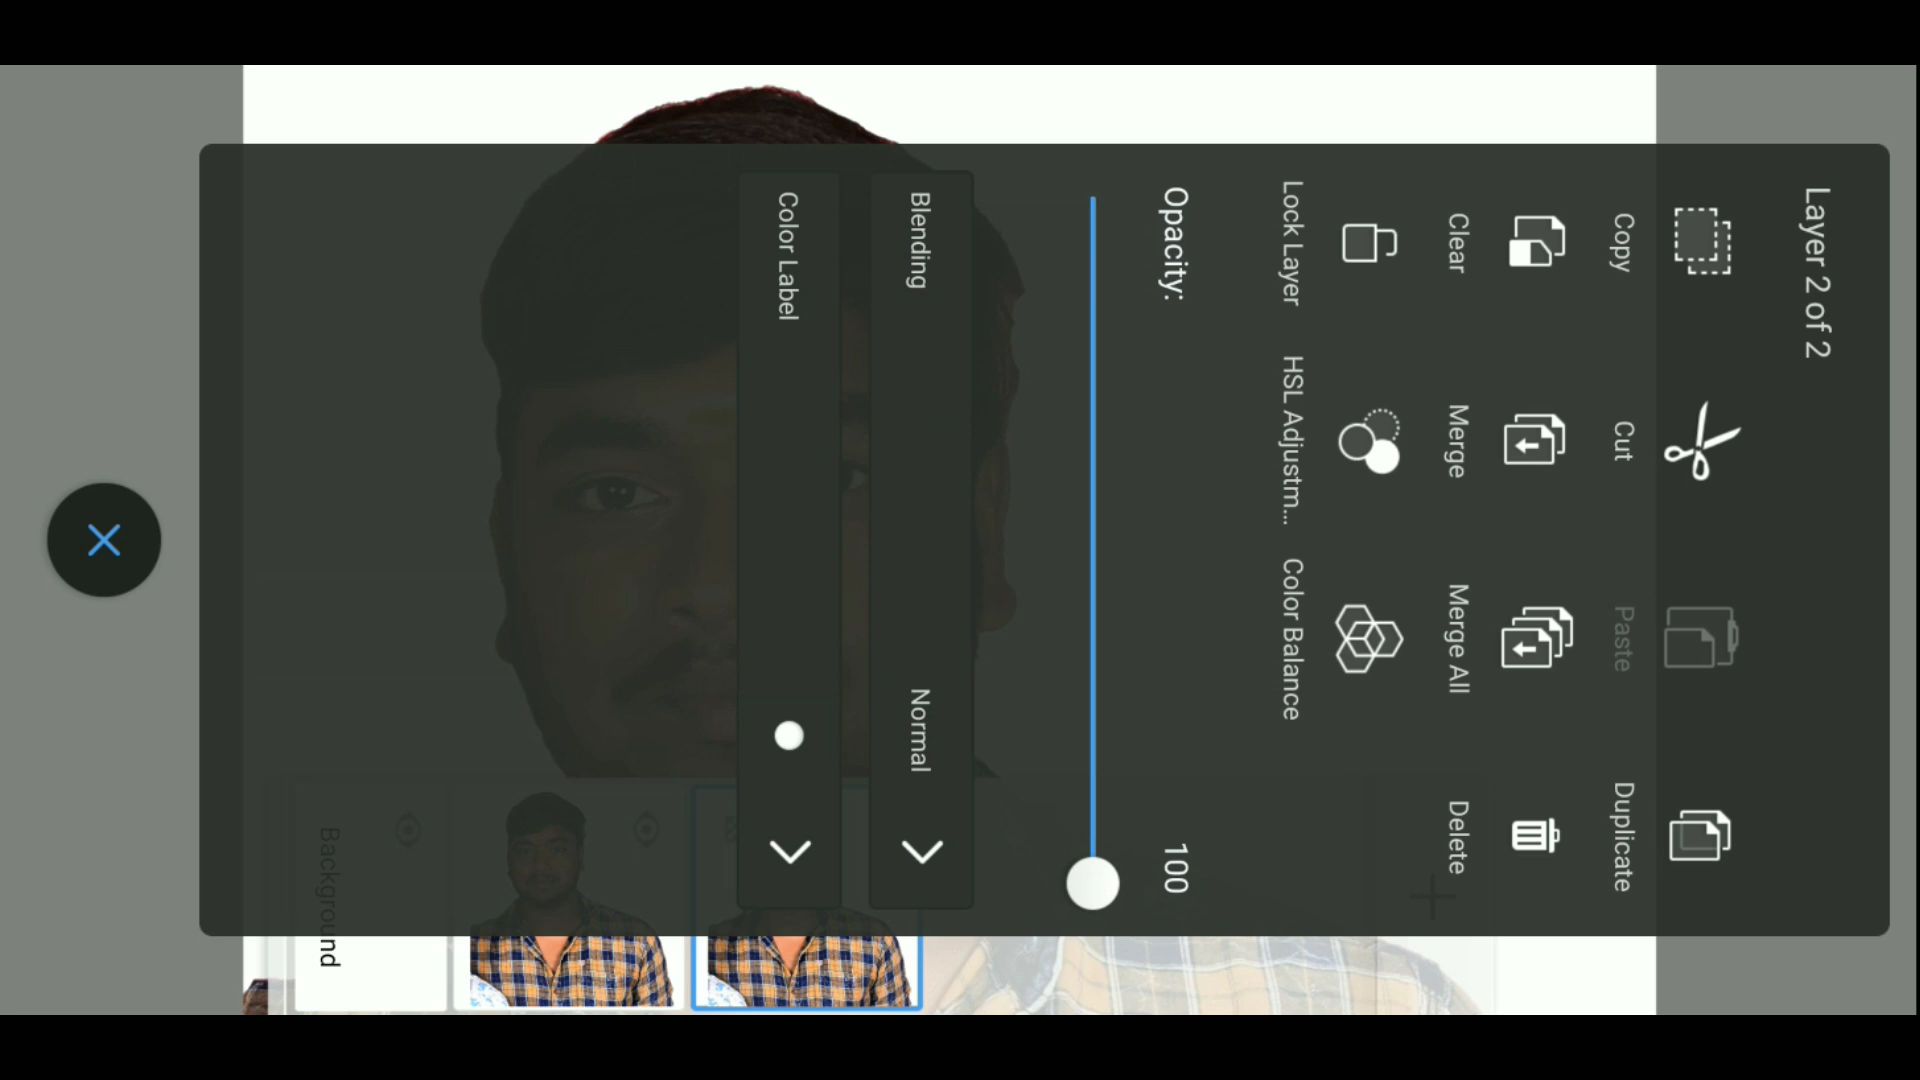 Layer 2 of 2
Copy
Cut
Paste
Duplicate
Clear
Merge
Merge All
Delete
Lock Layer
HSL Adjustm...
Color Balance
Opacity:
100
Blending
Normal
Color Label
Background